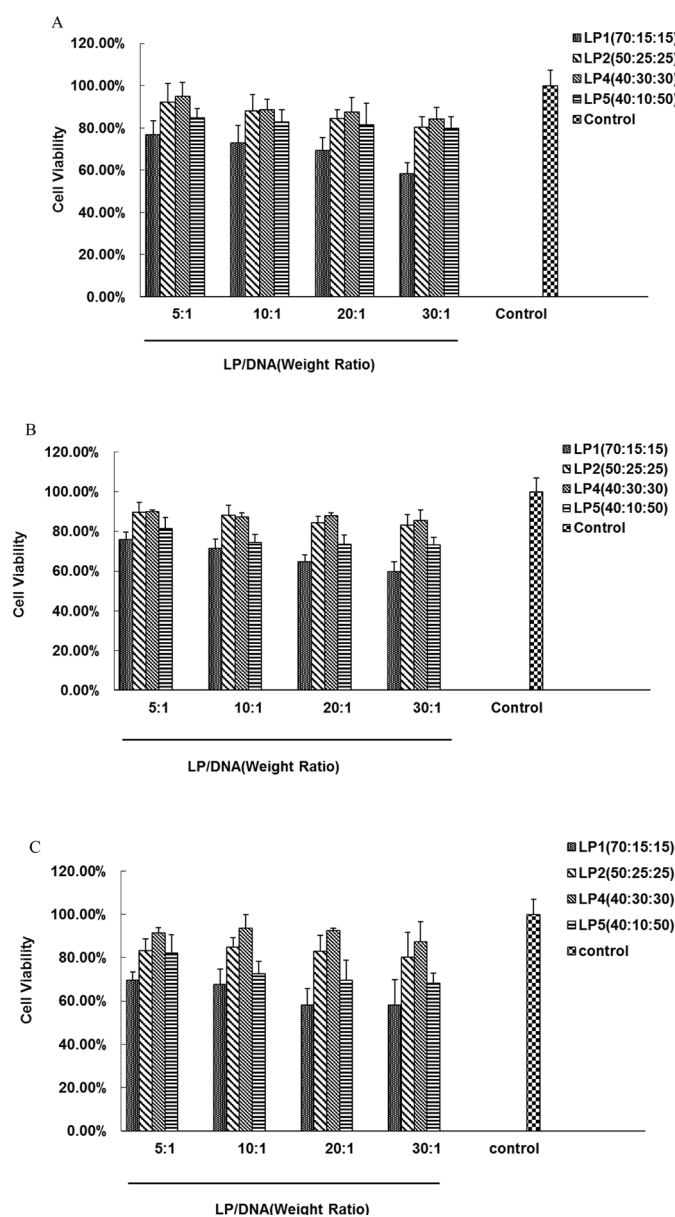 A
120.00%
100.00%
80.00%
60.00%
40.00%
20.00%
0.00%
Cell Viability
5:1 10:1 20:1 30:1 Control
LP/DNA(Weight Ratio)
LP1(70:15:15)
LP2(50:25:25)
LP4(40:30:30)
LP5(40:10:50)
Control
B
120.00%
100.00%
80.00%
60.00%
40.00%
20.00%
0.00%
Cell Viability
5:1 10:1 20:1 30:1 Control
LP/DNA(Weight Ratio)
LP1(70:15:15)
LP2(50:25:25)
LP4(40:30:30)
LP5(40:10:50)
Control
C
120.00%
100.00%
80.00%
60.00%
40.00%
20.00%
0.00%
Cell Viability
5:1 10:1 20:1 30:1 control
LP/DNA(Weight Ratio)
LP1(70:15:15)
LP2(50:25:25)
LP4(40:30:30)
LP5(40:10:50)
control